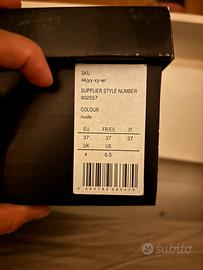 SKU
4kjyy-xy-wr
SUPPLIER STYLE NUMBER
802557
COLOUR
nude
EU FR/ES IT
37 37 37
UK US
4 6.5
subito